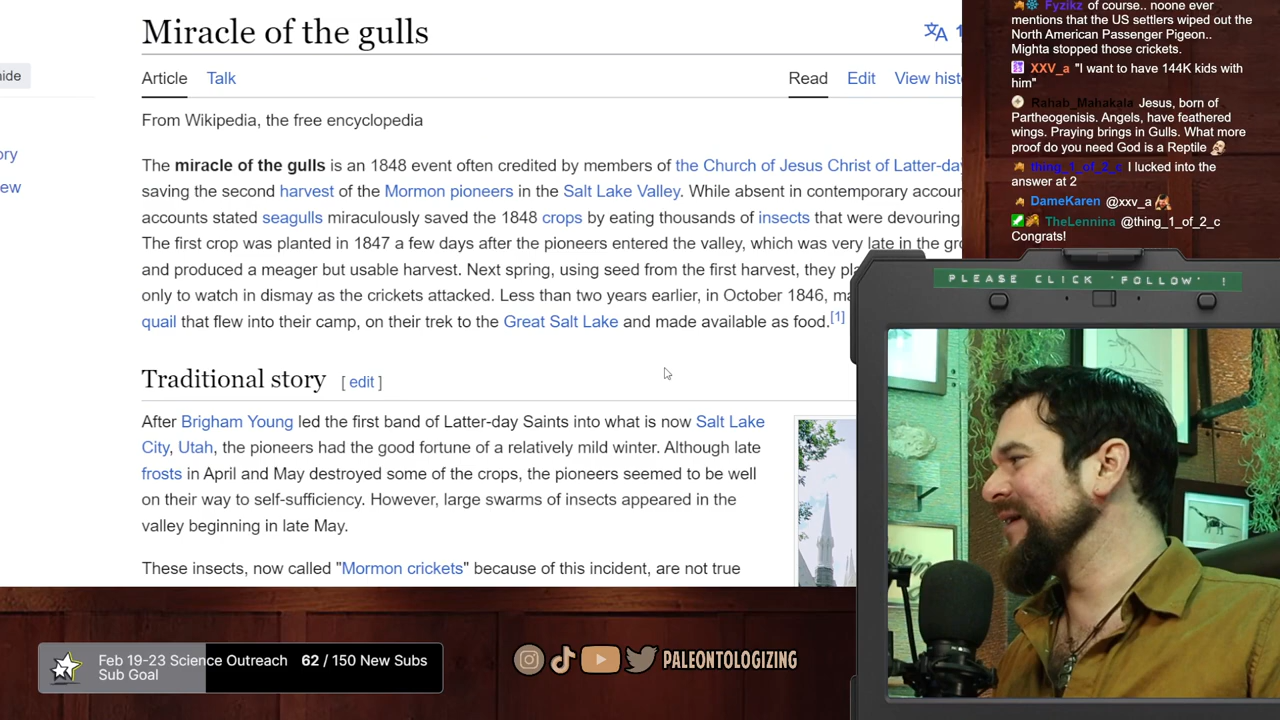 Miracle of the gulls
Article Talk Read Edit View hist
From Wikipedia, the free encyclopedia
The miracle of the gulls is an 1848 event often credited by members of the Church of Jesus Christ of Latter-day
saving the second harvest of the Mormon pioneers in the Salt Lake Valley. While absent in contemporary accour
accounts stated seagulls miraculously saved the 1848 crops by eating thousands of insects that were devouring
The first crop was planted in 1847 a few days after the pioneers entered the valley, which was very late in the gro
and produced a meager but usable harvest. Next spring, using seed from the first harvest, they pla
only to watch in dismay as the crickets attacked. Less than two years earlier, in October 1846, ma
quail that flew into their camp, on their trek to the Great Salt Lake and made available as food.[1]
Traditional story [ edit ]
After Brigham Young led the first band of Latter-day Saints into what is now Salt Lake
City, Utah, the pioneers had the good fortune of a relatively mild winter. Although late
frosts in April and May destroyed some of the crops, the pioneers seemed to be well
on their way to self-sufficiency. However, large swarms of insects appeared in the
valley beginning in late May.
These insects, now called "Mormon crickets" because of this incident, are not true
ide
ory
ew
Fyzikz of course.. noone ever
mentions that the US settlers wiped out the
North American Passenger Pigeon..
Mighta stopped those crickets.
XXV_a "I want to have 144K kids with
him"
Rahab_Mahakala Jesus, born of
Partheogenisis. Angels, have feathered
wings. Praying brings in Gulls. What more
proof do you need God is a Reptile
thing_1_of_2_c I lucked into the
answer at 2
DameKaren @xxv_a
TheLennina @thing_1_of_2_c
Congrats!
PLEASE CLICK 'FOLLOW' !
Feb 19-23 Science Outreach 62 / 150 New Subs
Sub Goal
PALEONTOLOGIZING